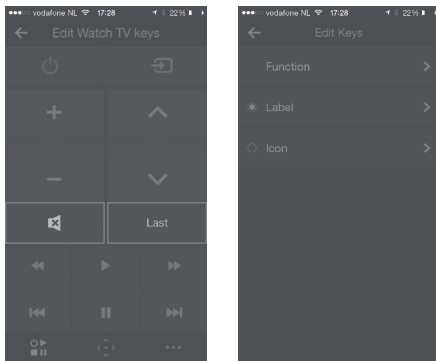 vodafone NL 17:28 22%
Edit Watch TV keys
Last
vodafone NL 17:28 22%
Edit Keys
Function
Label
Icon